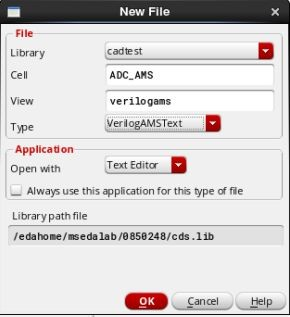 New File
File
Library cadtest
Cell ADC_AMS
View verilogams
Type VerilogAMSText
Application
Open with Text Editor
Always use this application for this type of file
Library path file
/edahome/msedalab/0850248/cds.lib
OK Cancel Help